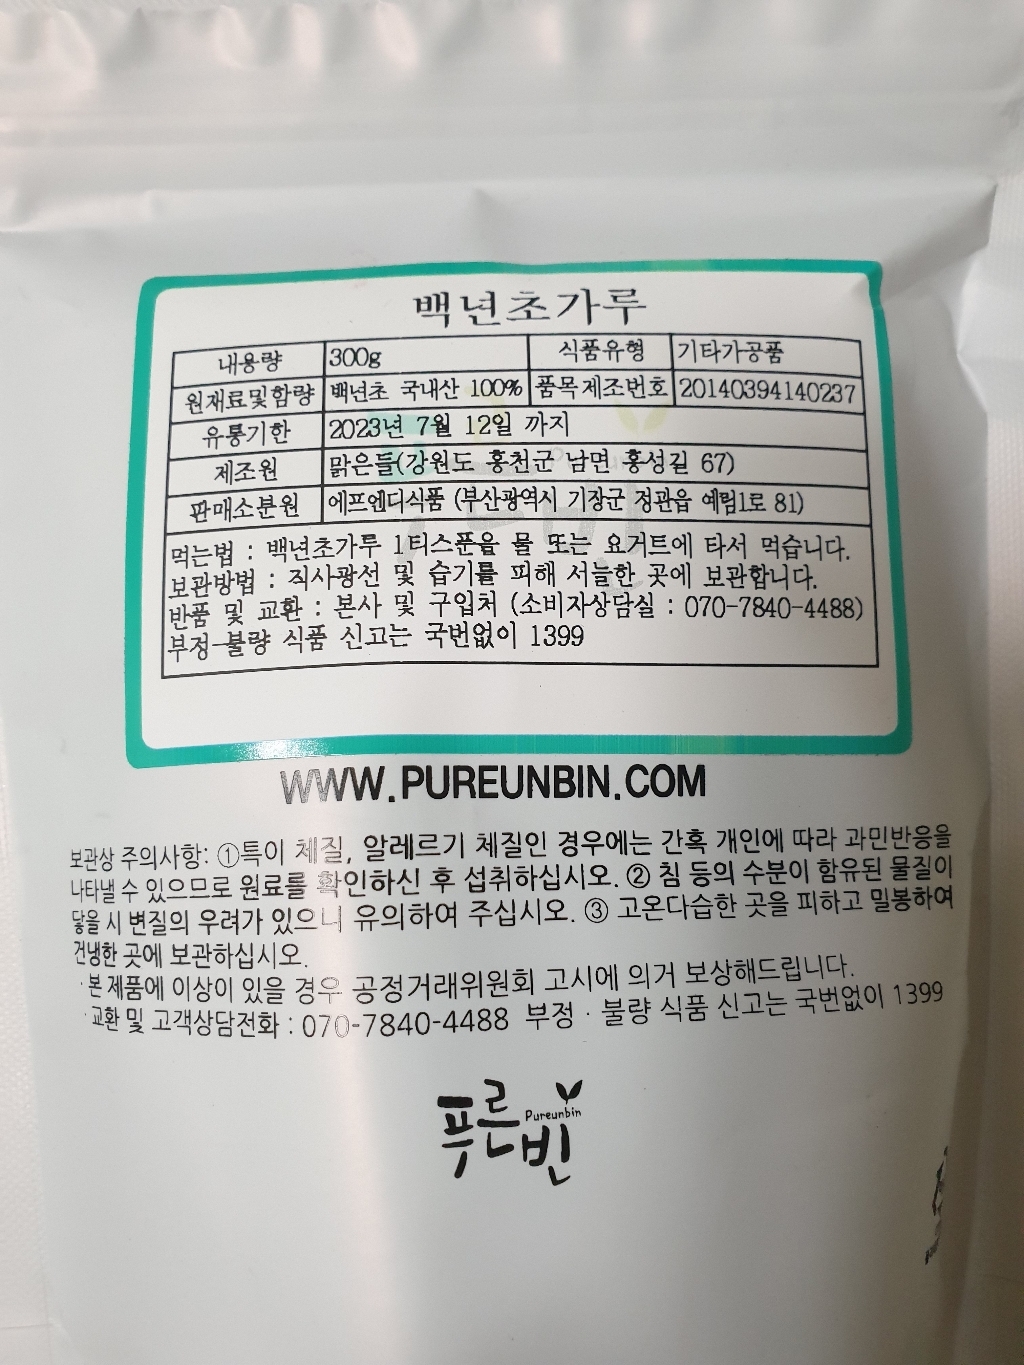 백년초가루
내용량 300g 식품유형 기타가공품
원재료및함량 백년초 국내산 100% 품목제조번호 20140394140237
유통기한 2023년 7월 12일 까지
제조원 맑은들(강원도 홍천군 남면 홍성길 67)
판매소분원 에프엔디식품 (부산광역시 기장군 정관읍 예림1로 81)
먹는법 : 백년초가루 1티스푼을 물 또는 요거트에 타서 먹습니다.
보관방법 : 직사광선 및 습기를 피해 서늘한 곳에 보관합니다.
반품 및 교환 : 본사 및 구입처 (소비자상담실 : 070-7840-4488)
부정-불량 식품 신고는 국번없이 1399
WWW.PUREUNBIN.COM
보관상 주의사항: ①특이 체질, 알레르기 체질인 경우에는 간혹 개인에 따라 과민반응을
나타낼 수 있으므로 원료를 확인하신 후 섭취하십시오. ② 침 등의 수분이 함유된 물질이
닿을 시 변질의 우려가 있으니 유의하여 주십시오. ③ 고온다습한 곳을 피하고 밀봉하여
건냉한 곳에 보관하십시오.
· 본 제품에 이상이 있을 경우 공정거래위원회 고시에 의거 보상해드립니다.
· 교환 및 고객상담전화 : 070-7840-4488 부정 · 불량 식품 신고는 국번없이 1399
푸른빈
Pureunbin